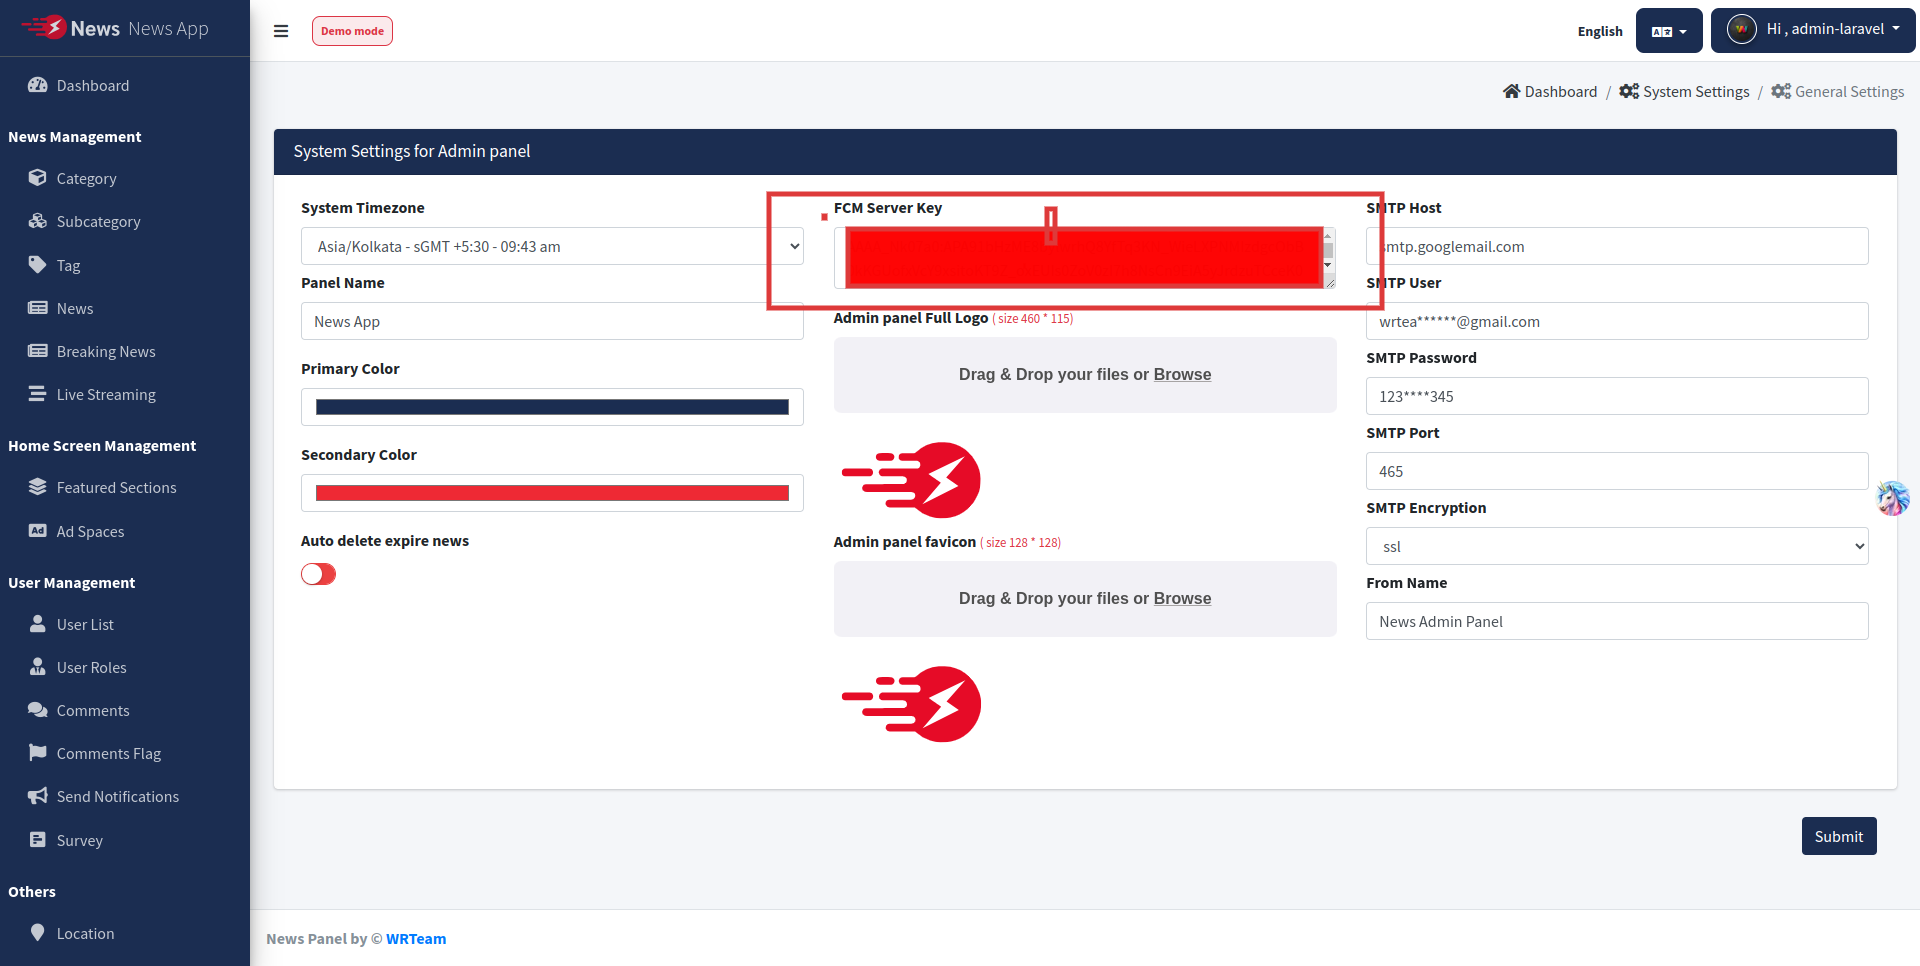 News News App
Demo mode
English
Hi , admin-laravel
Dashboard / System Settings / General Settings
Dashboard
News Management
Category
Subcategory
Tag
News
Breaking News
Live Streaming
Home Screen Management
Featured Sections
Ad Ad Spaces
User Management
User List
User Roles
Comments
Comments Flag
Send Notifications
Survey
Others
Location
System Settings for Admin panel
System Timezone
Asia/Kolkata - sGMT +5:30 - 09:43 am
Panel Name
News App
Primary Color
Secondary Color
Auto delete expire news
FCM Server Key
Admin panel Full Logo ( size 460 * 115)
Drag & Drop your files or Browse
Admin panel favicon ( size 128 * 128)
Drag & Drop your files or Browse
SMTP Host
smtp.googlemail.com
SMTP User
wrtea******@gmail.com
SMTP Password
123****345
SMTP Port
465
SMTP Encryption
ssl
From Name
News Admin Panel
Submit
News Panel by © WRTeam